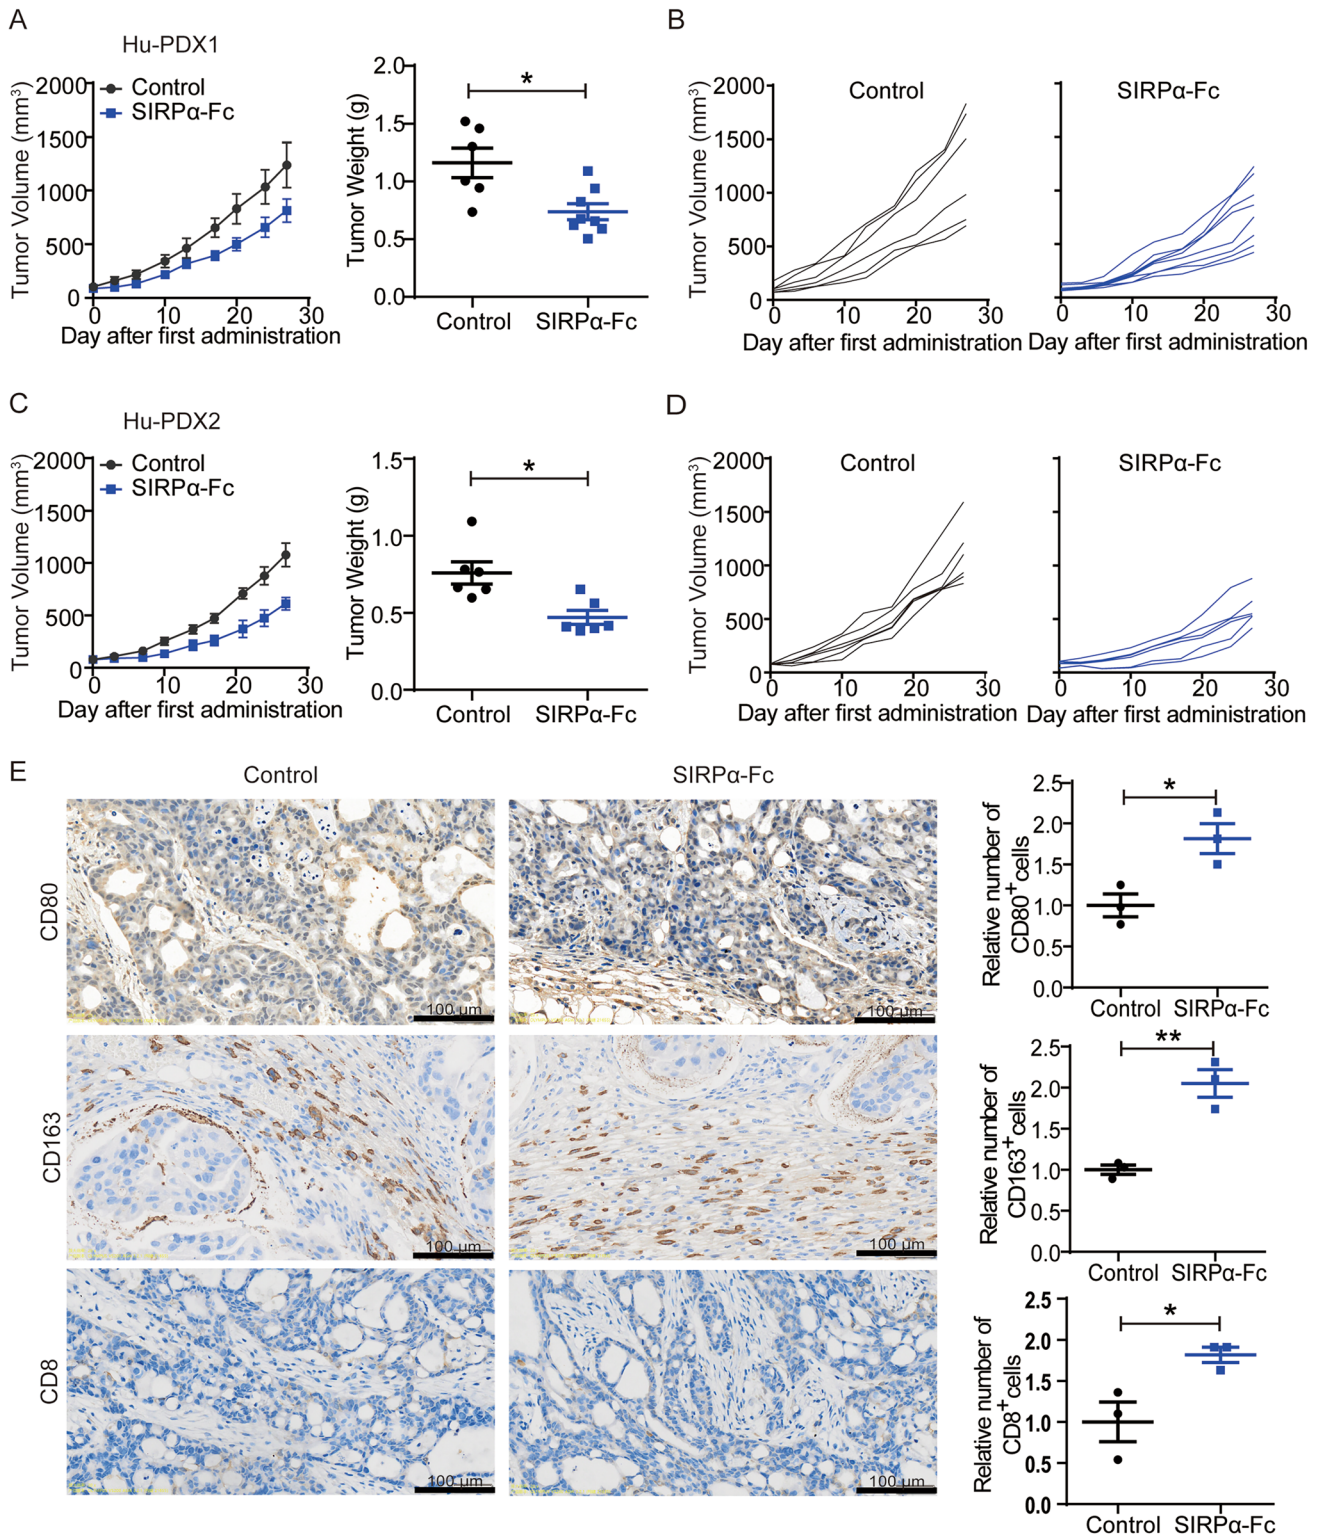 A
Hu-PDX1
Tumor Volume (mm³)
2000
1500
1000
500
0
Control
SIRPα-Fc
0 10 20 30
Day after first administration
Tumor Weight (g)
2.0
1.5
1.0
0.5
0.0
*
Control SIRPα-Fc
B
Tumor Volume (mm³)
2000
1500
1000
500
0
Control
0 10 20 30
Day after first administration
SIRPα-Fc
0 10 20 30
Day after first administration
C
Hu-PDX2
Tumor Volume (mm³)
2000
1500
1000
500
0
Control
SIRPα-Fc
0 10 20 30
Day after first administration
Tumor Weight (g)
1.5
1.0
0.5
0.0
*
Control SIRPα-Fc
D
Tumor Volume (mm³)
2000
1500
1000
500
0
Control
0 10 20 30
Day after first administration
SIRPα-Fc
0 10 20 30
Day after first administration
E
Control
SIRPα-Fc
CD80
100 µm
100 µm
Relative number of
CD80⁺cells
2.5
2.0
1.5
1.0
0.5
0.0
*
Control SIRPα-Fc
CD163
100 µm
100 µm
Relative number of
CD163⁺cells
2.5
2.0
1.5
1.0
0.5
0.0
**
Control SIRPα-Fc
CD8
100 µm
100 µm
Relative number of
CD8⁺cells
2.5
2.0
1.5
1.0
0.5
0.0
*
Control SIRPα-Fc